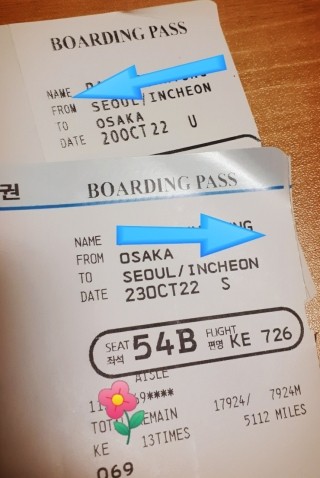 BOARDING PASS
NAME
FROM SEOUL/INCHEON
TO OSAKA
DATE 20OCT22 U
권 BOARDING PASS
NAME
FROM OSAKA
TO SEOUL/INCHEON
DATE 23OCT22 S
SEAT 좌석 54B FLIGHT 편명 KE 726
AISLE
9****
17924/ 7924M
KE 13TIMES 5112 MILES
069